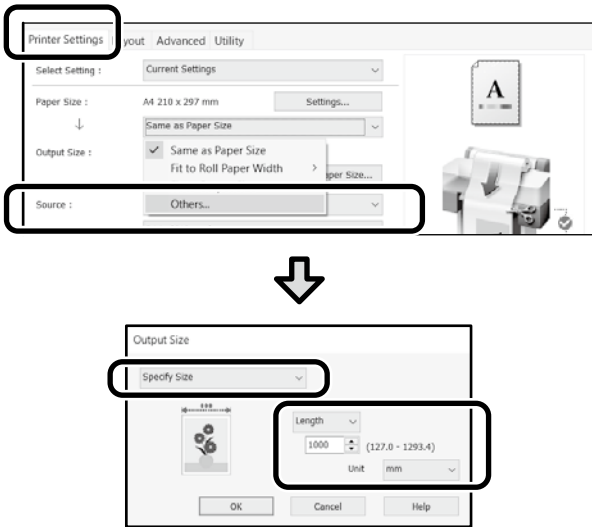 Printer Settings yout Advanced Utility
Select Setting : Current Settings
Paper Size : A4 210 x 297 mm Settings...
Same as Paper Size
Output Size : Same as Paper Size
Fit to Roll Paper Width
aper Size...
Source : Others...
A
Output Size
Specify Size
Length
1000 (127.0 - 1293.4)
Unit mm
OK Cancel Help